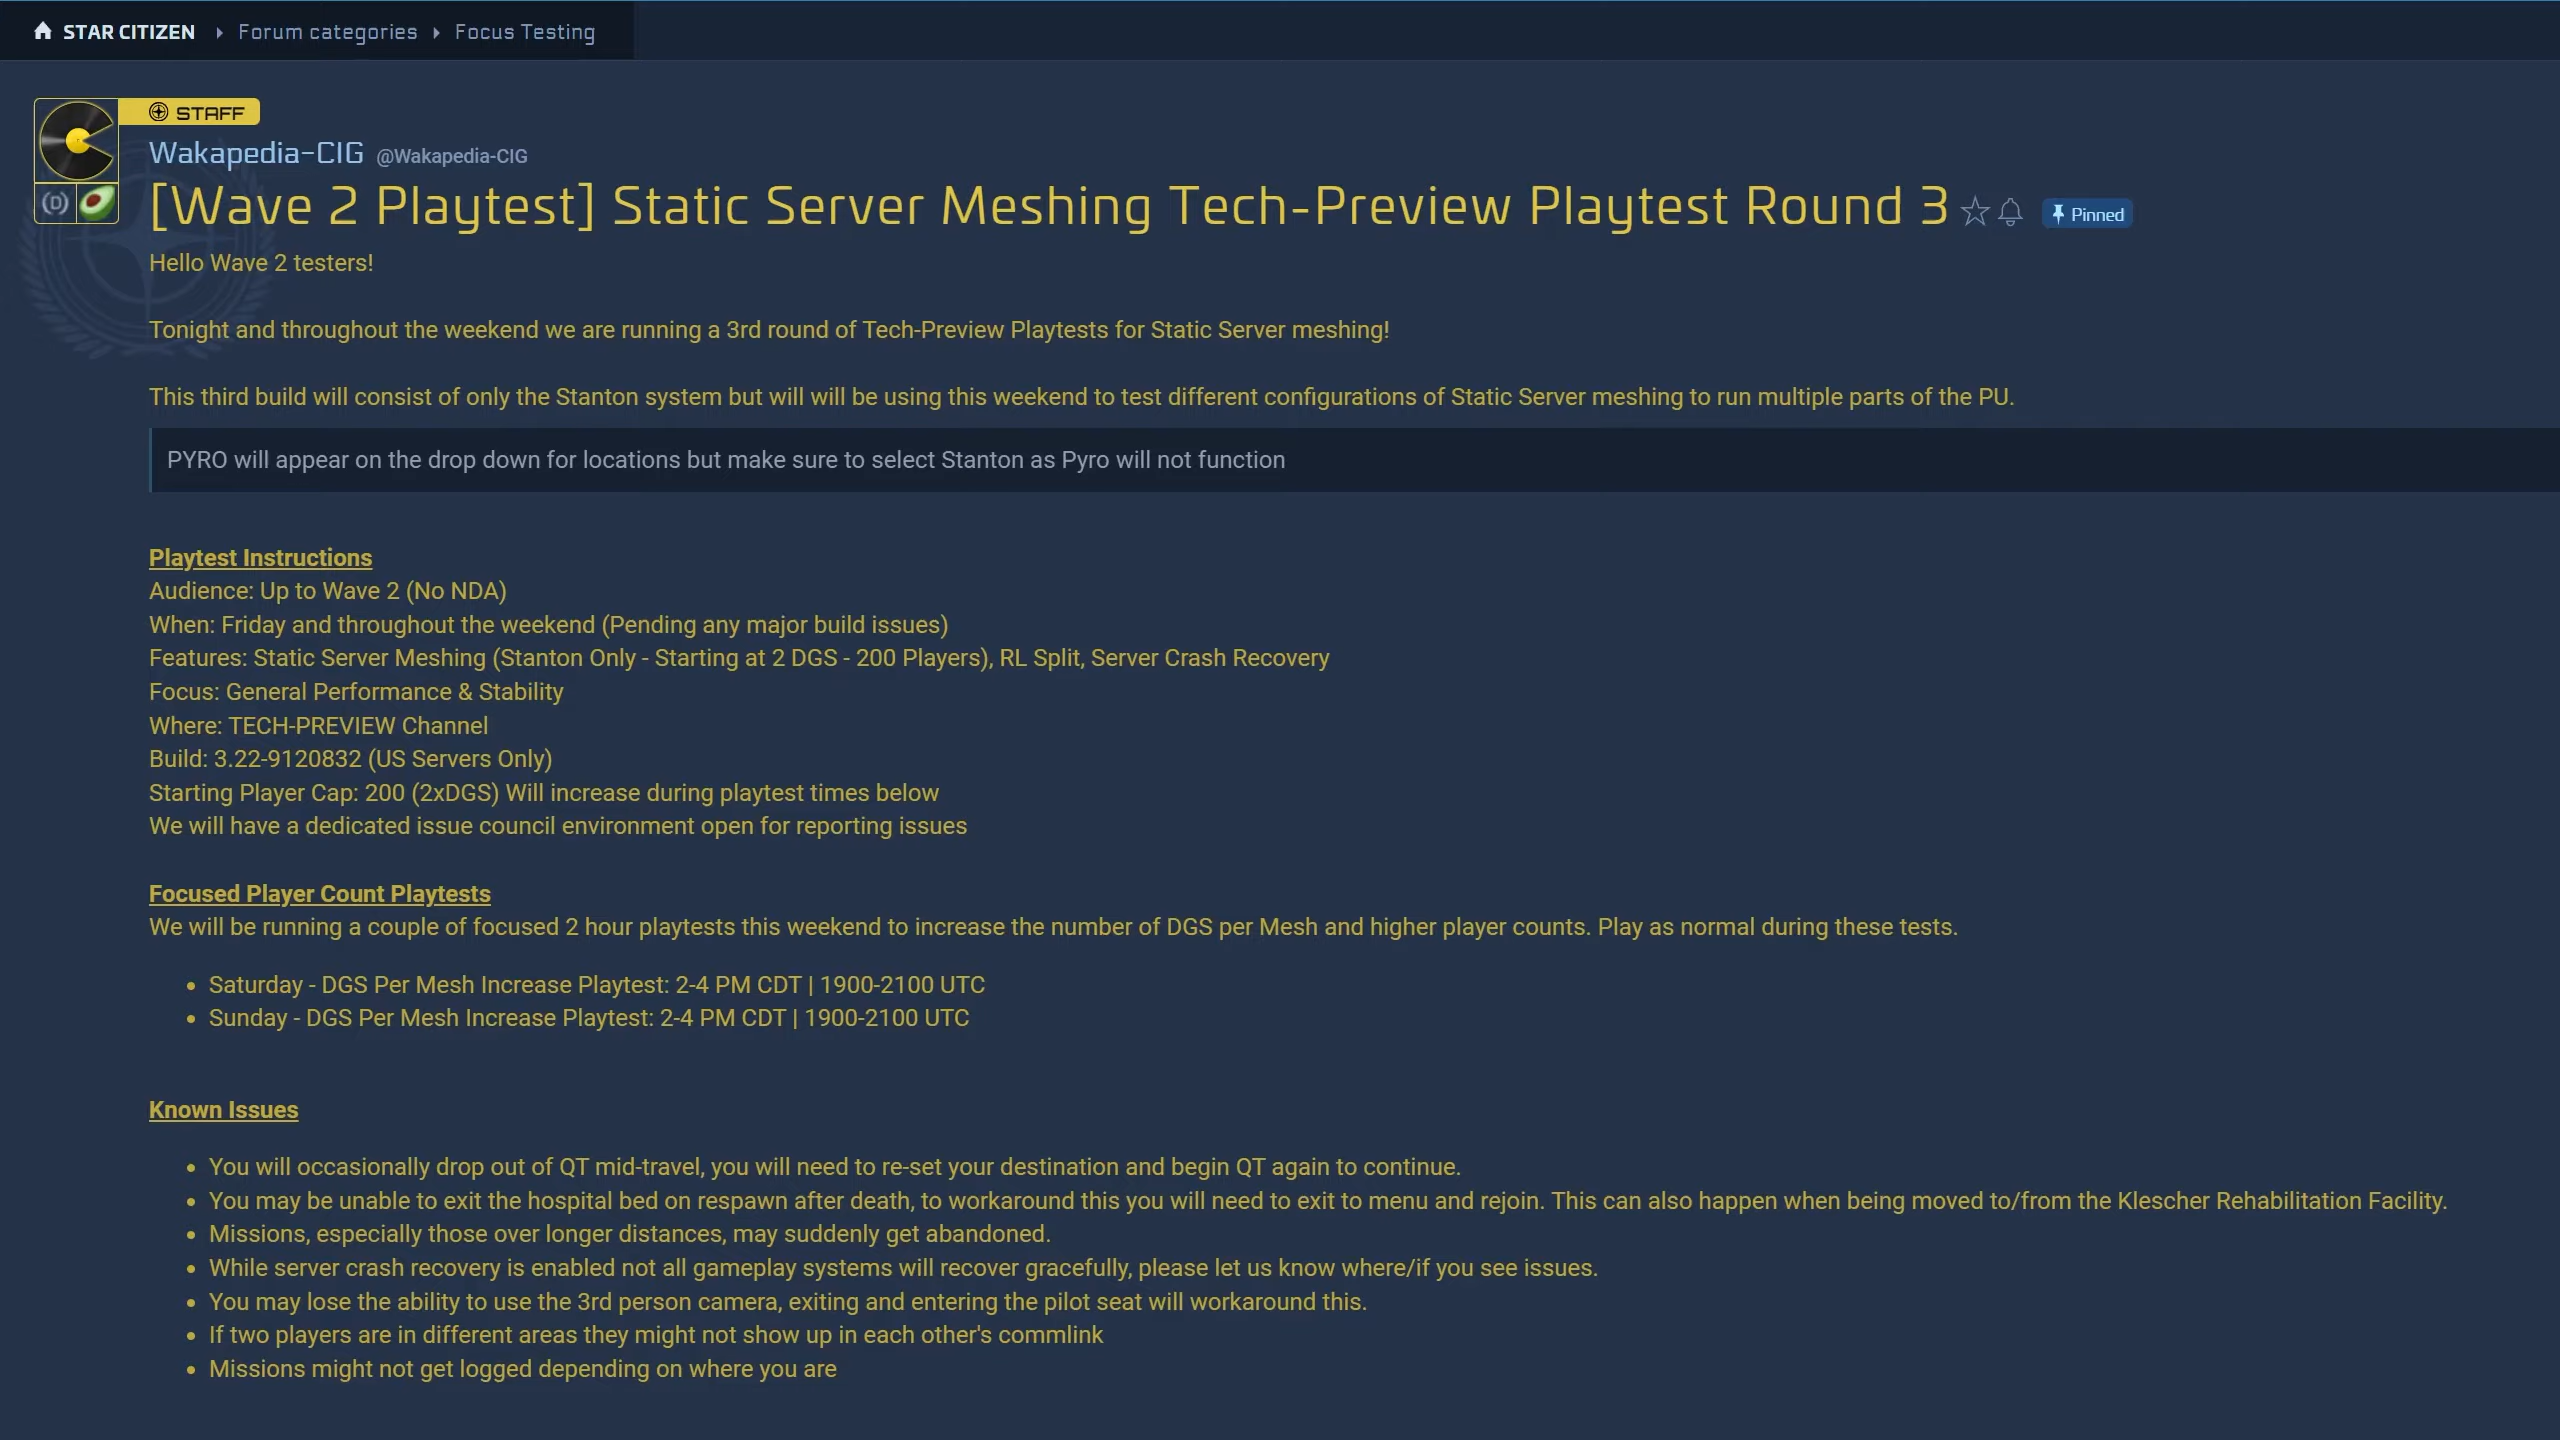 STAR CITIZEN Forum categories Focus Testing
STAFF
Wakapedia-CIG @Wakapedia-CIG
(D)
[Wave 2 Playtest] Static Server Meshing Tech-Preview Playtest Round 3 Pinned
Hello Wave 2 testers!
Tonight and throughout the weekend we are running a 3rd round of Tech-Preview Playtests for Static Server meshing!
This third build will consist of only the Stanton system but will will be using this weekend to test different configurations of Static Server meshing to run multiple parts of the PU.
PYRO will appear on the drop down for locations but make sure to select Stanton as Pyro will not function
Playtest Instructions
Audience: Up to Wave 2 (No NDA)
When: Friday and throughout the weekend (Pending any major build issues)
Features: Static Server Meshing (Stanton Only - Starting at 2 DGS - 200 Players), RL Split, Server Crash Recovery
Focus: General Performance & Stability
Where: TECH-PREVIEW Channel
Build: 3.22-9120832 (US Servers Only)
Starting Player Cap: 200 (2xDGS) Will increase during playtest times below
We will have a dedicated issue council environment open for reporting issues
Focused Player Count Playtests
We will be running a couple of focused 2 hour playtests this weekend to increase the number of DGS per Mesh and higher player counts. Play as normal during these tests.
• Saturday - DGS Per Mesh Increase Playtest: 2-4 PM CDT | 1900-2100 UTC
• Sunday - DGS Per Mesh Increase Playtest: 2-4 PM CDT | 1900-2100 UTC
Known Issues
• You will occasionally drop out of QT mid-travel, you will need to re-set your destination and begin QT again to continue.
• You may be unable to exit the hospital bed on respawn after death, to workaround this you will need to exit to menu and rejoin. This can also happen when being moved to/from the Klescher Rehabilitation Facility.
• Missions, especially those over longer distances, may suddenly get abandoned.
• While server crash recovery is enabled not all gameplay systems will recover gracefully, please let us know where/if you see issues.
• You may lose the ability to use the 3rd person camera, exiting and entering the pilot seat will workaround this.
• If two players are in different areas they might not show up in each other's commlink
• Missions might not get logged depending on where you are